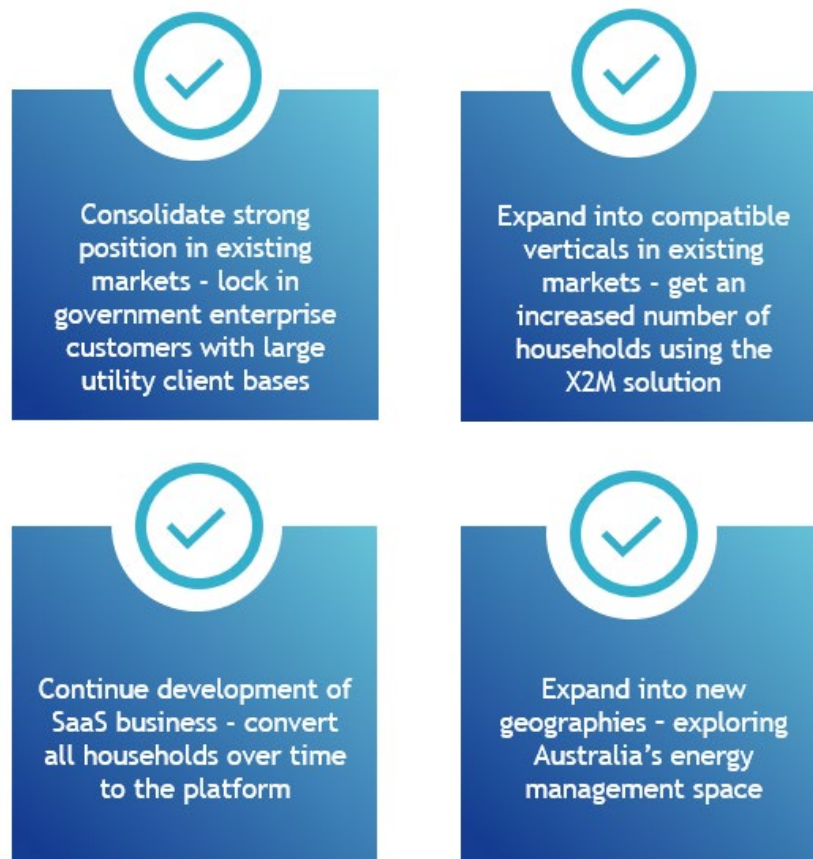 Consolidate strong
position in existing
markets - lock in
government enterprise
customers with large
utility client bases
Expand into compatible
verticals in existing
markets - get an
increased number of
households using the
X2M solution
Continue development of
SaaS business - convert
all households over time
to the platform
Expand into new
geographies – exploring
Australia’s energy
management space